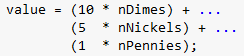 value = (10 * nDimes) + ...
(5 * nNickels) + ...
(1 * nPennies);